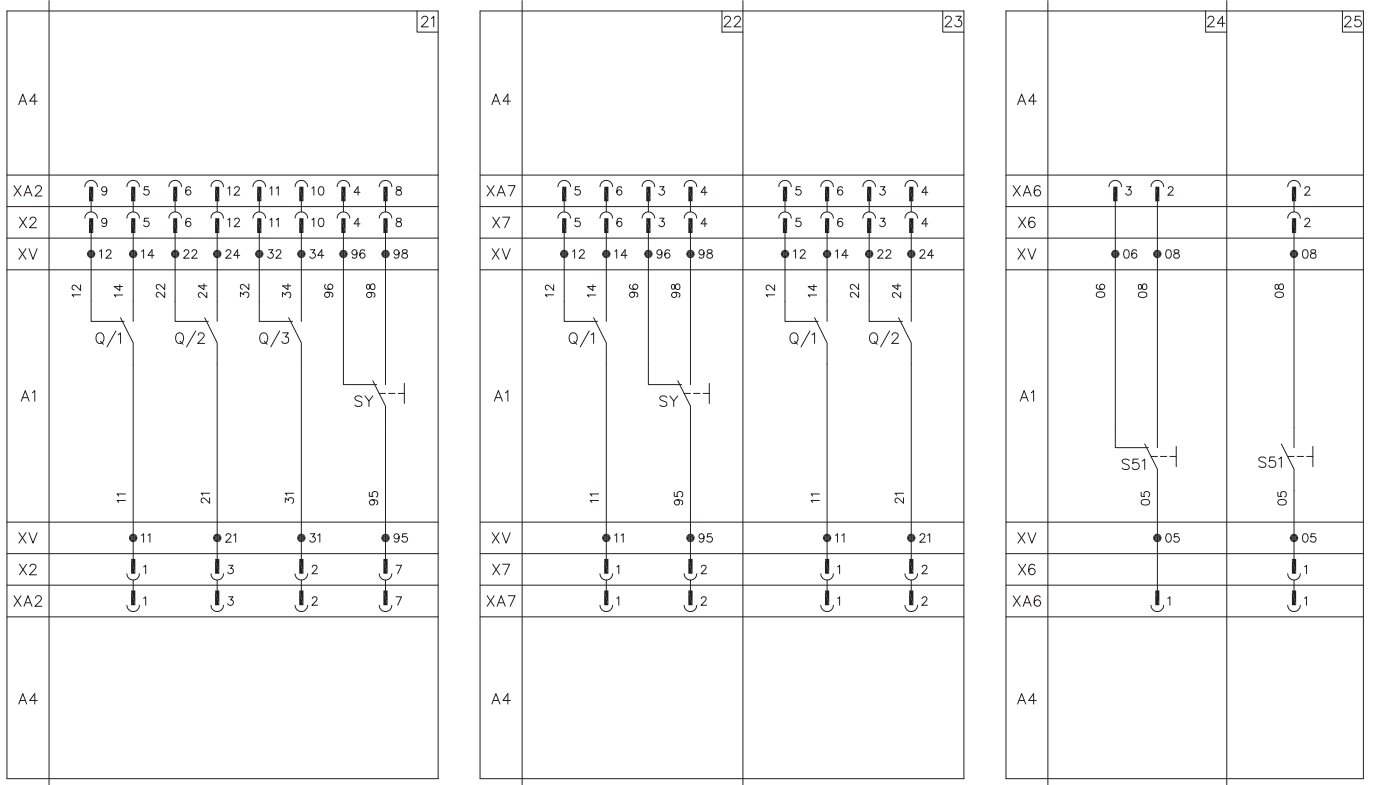 21 22 23 24 25
A4 A4 A4
XA2 9 5 6 12 11 10 4 8 XA7 5 6 3 4 5 6 3 4 XA6 3 2 2
X2 9 5 6 12 11 10 4 8 X7 5 6 3 4 5 6 3 4 X6 2
XV 12 14 22 24 32 34 96 98 XV 12 14 96 98 12 14 22 24 XV 06 08 08
12 14 22 24 32 34 96 98 12 14 96 98 12 14 22 24 06 08 08
Q/1 Q/2 Q/3 Q/1 Q/1 Q/2
A1 SY A1 SY A1
S51 S51
11 21 31 95 11 95 11 21 05 05
XV 11 21 31 95 XV 11 95 11 21 XV 05 05
X2 1 3 2 7 X7 1 2 1 2 X6 1
XA2 1 3 2 7 XA7 1 2 1 2 XA6 1 1
A4 A4 A4